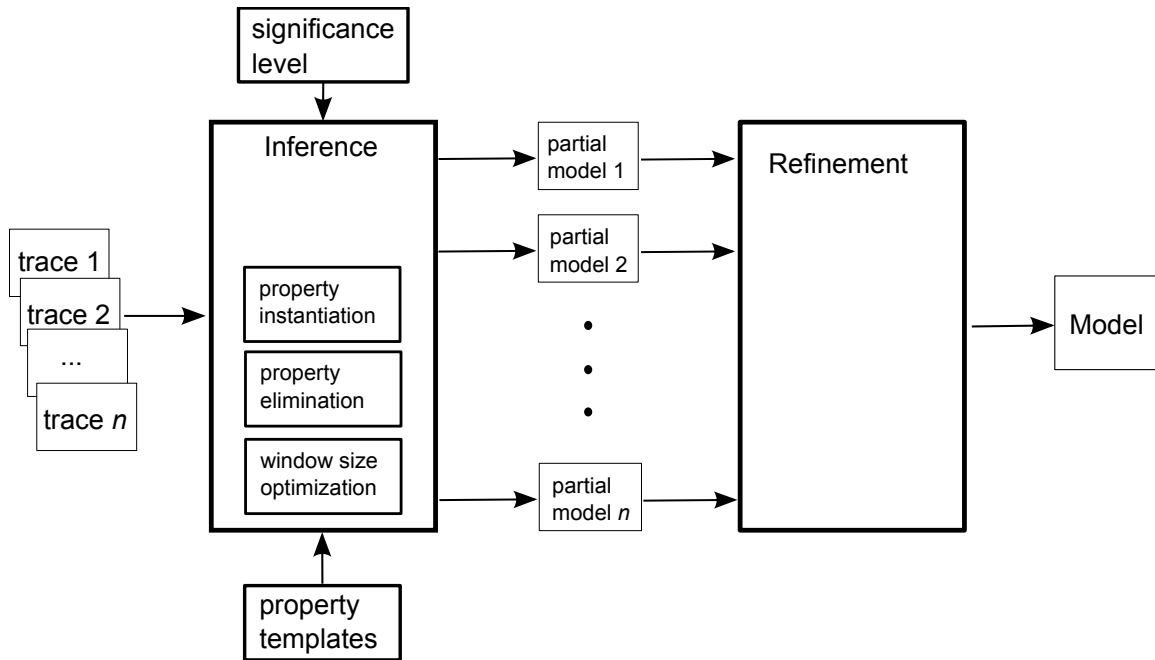 significance
level
Inference
partial
model 1
Refinement
trace 1
partial
model 2
trace 2
property
instantiation
Model
...
property
elimination
trace n
window size
optimization
partial
model n
property
templates